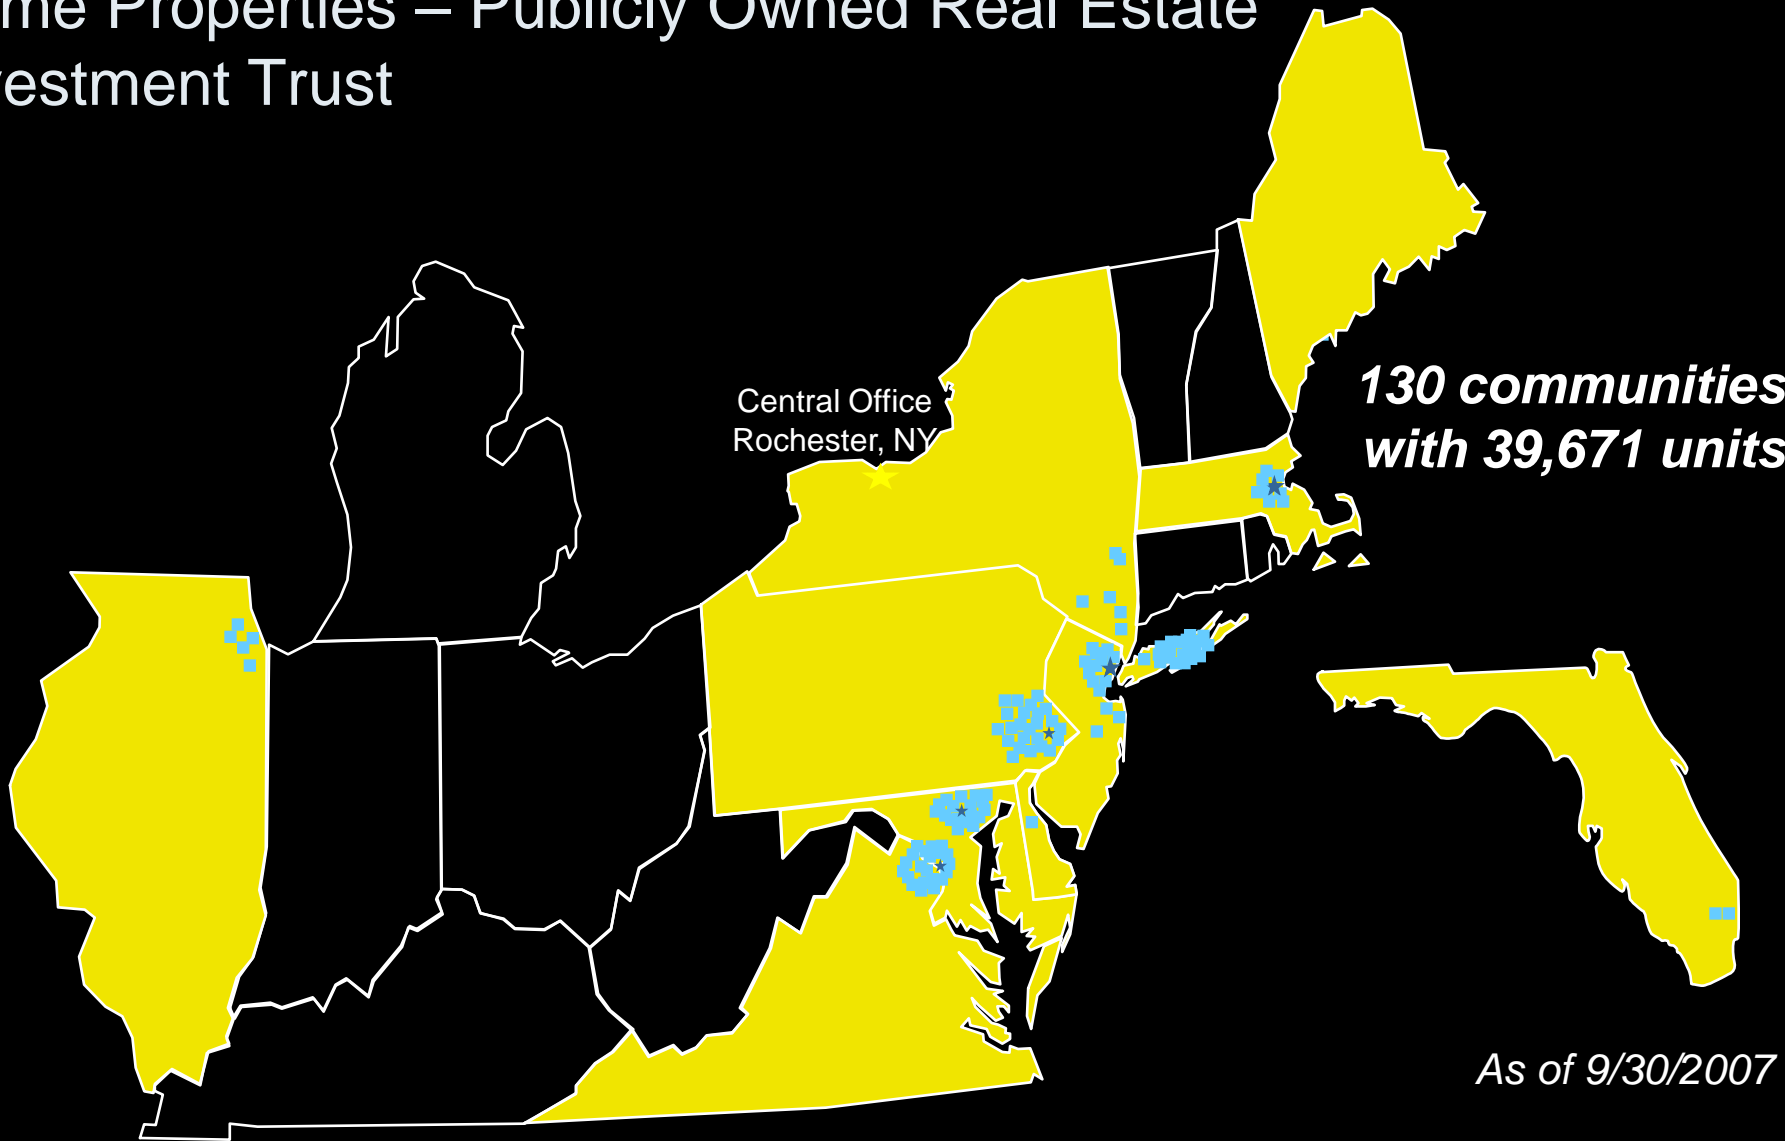 me Properties – Publicly Owned Real Estate
vestment Trust
Central Office
Rochester, NY
130 communities
with 39,671 units
As of 9/30/2007